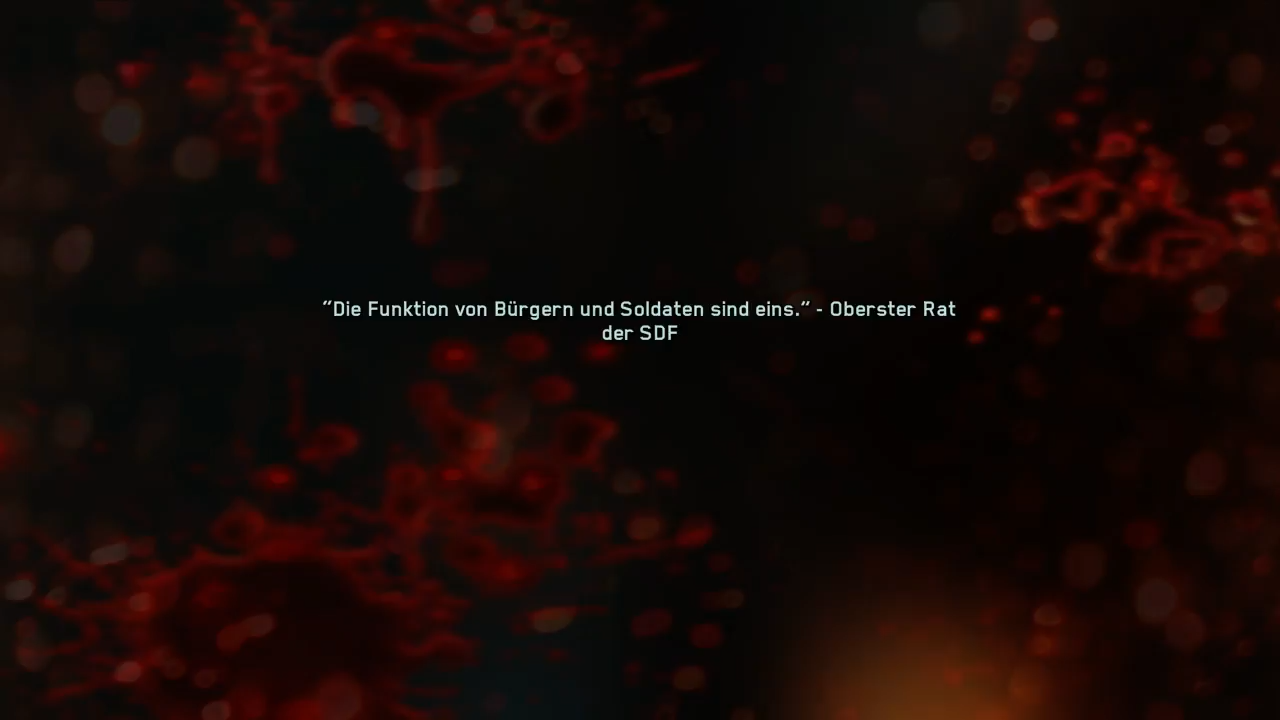 “Die Funktion von Bürgern und Soldaten sind eins.“ - Oberster Rat
der SDF